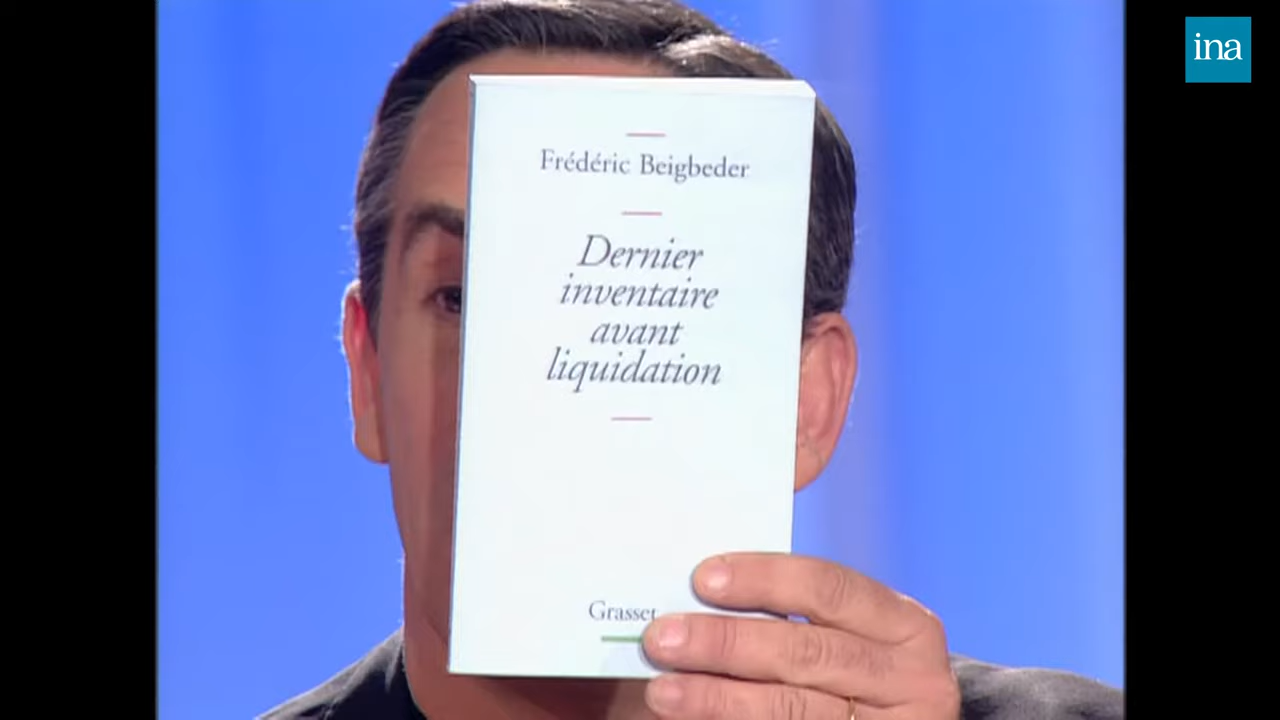 ina
Frédéric Beigbeder
Dernier
inventaire
avant
liquidation
Grasset